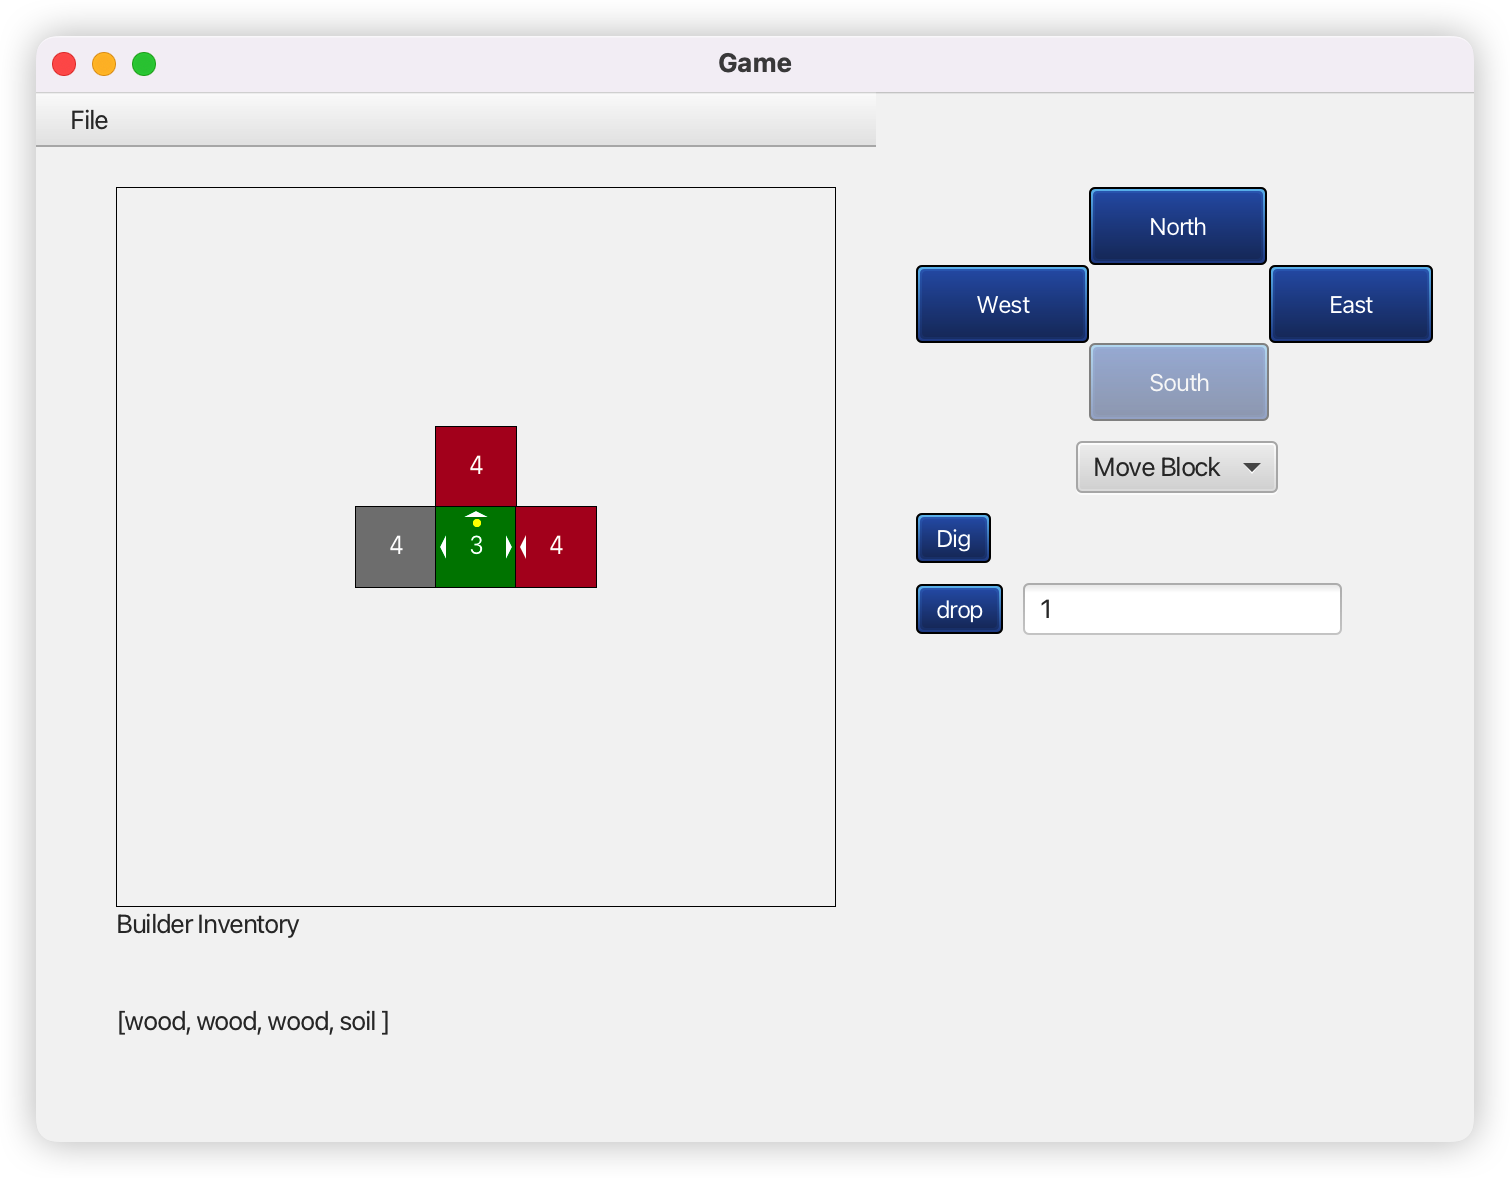 Game
File
North
West
East
South
Move Block
Dig
drop
1
4
4
3
4
Builder Inventory
[wood, wood, wood, soil ]